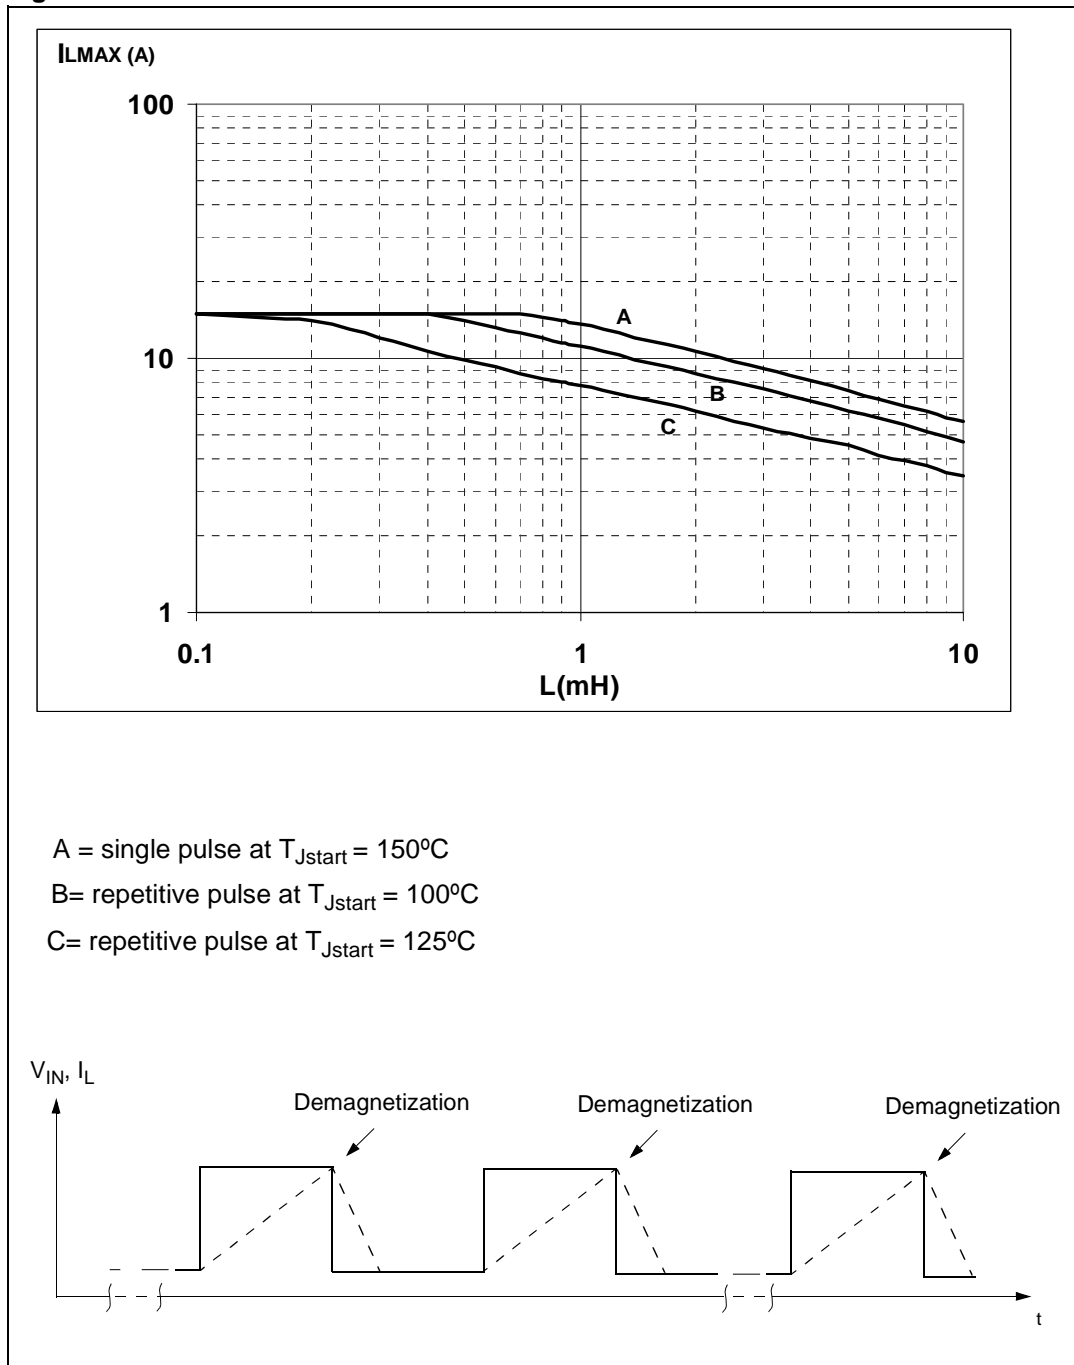 ILMAX (A)
100
10
1
0.1
1
10
L(mH)
A
B
C
A = single pulse at TJstart = 150ºC
B= repetitive pulse at TJstart = 100ºC
C= repetitive pulse at TJstart = 125ºC
VIN, IL
Demagnetization
Demagnetization
Demagnetization
t